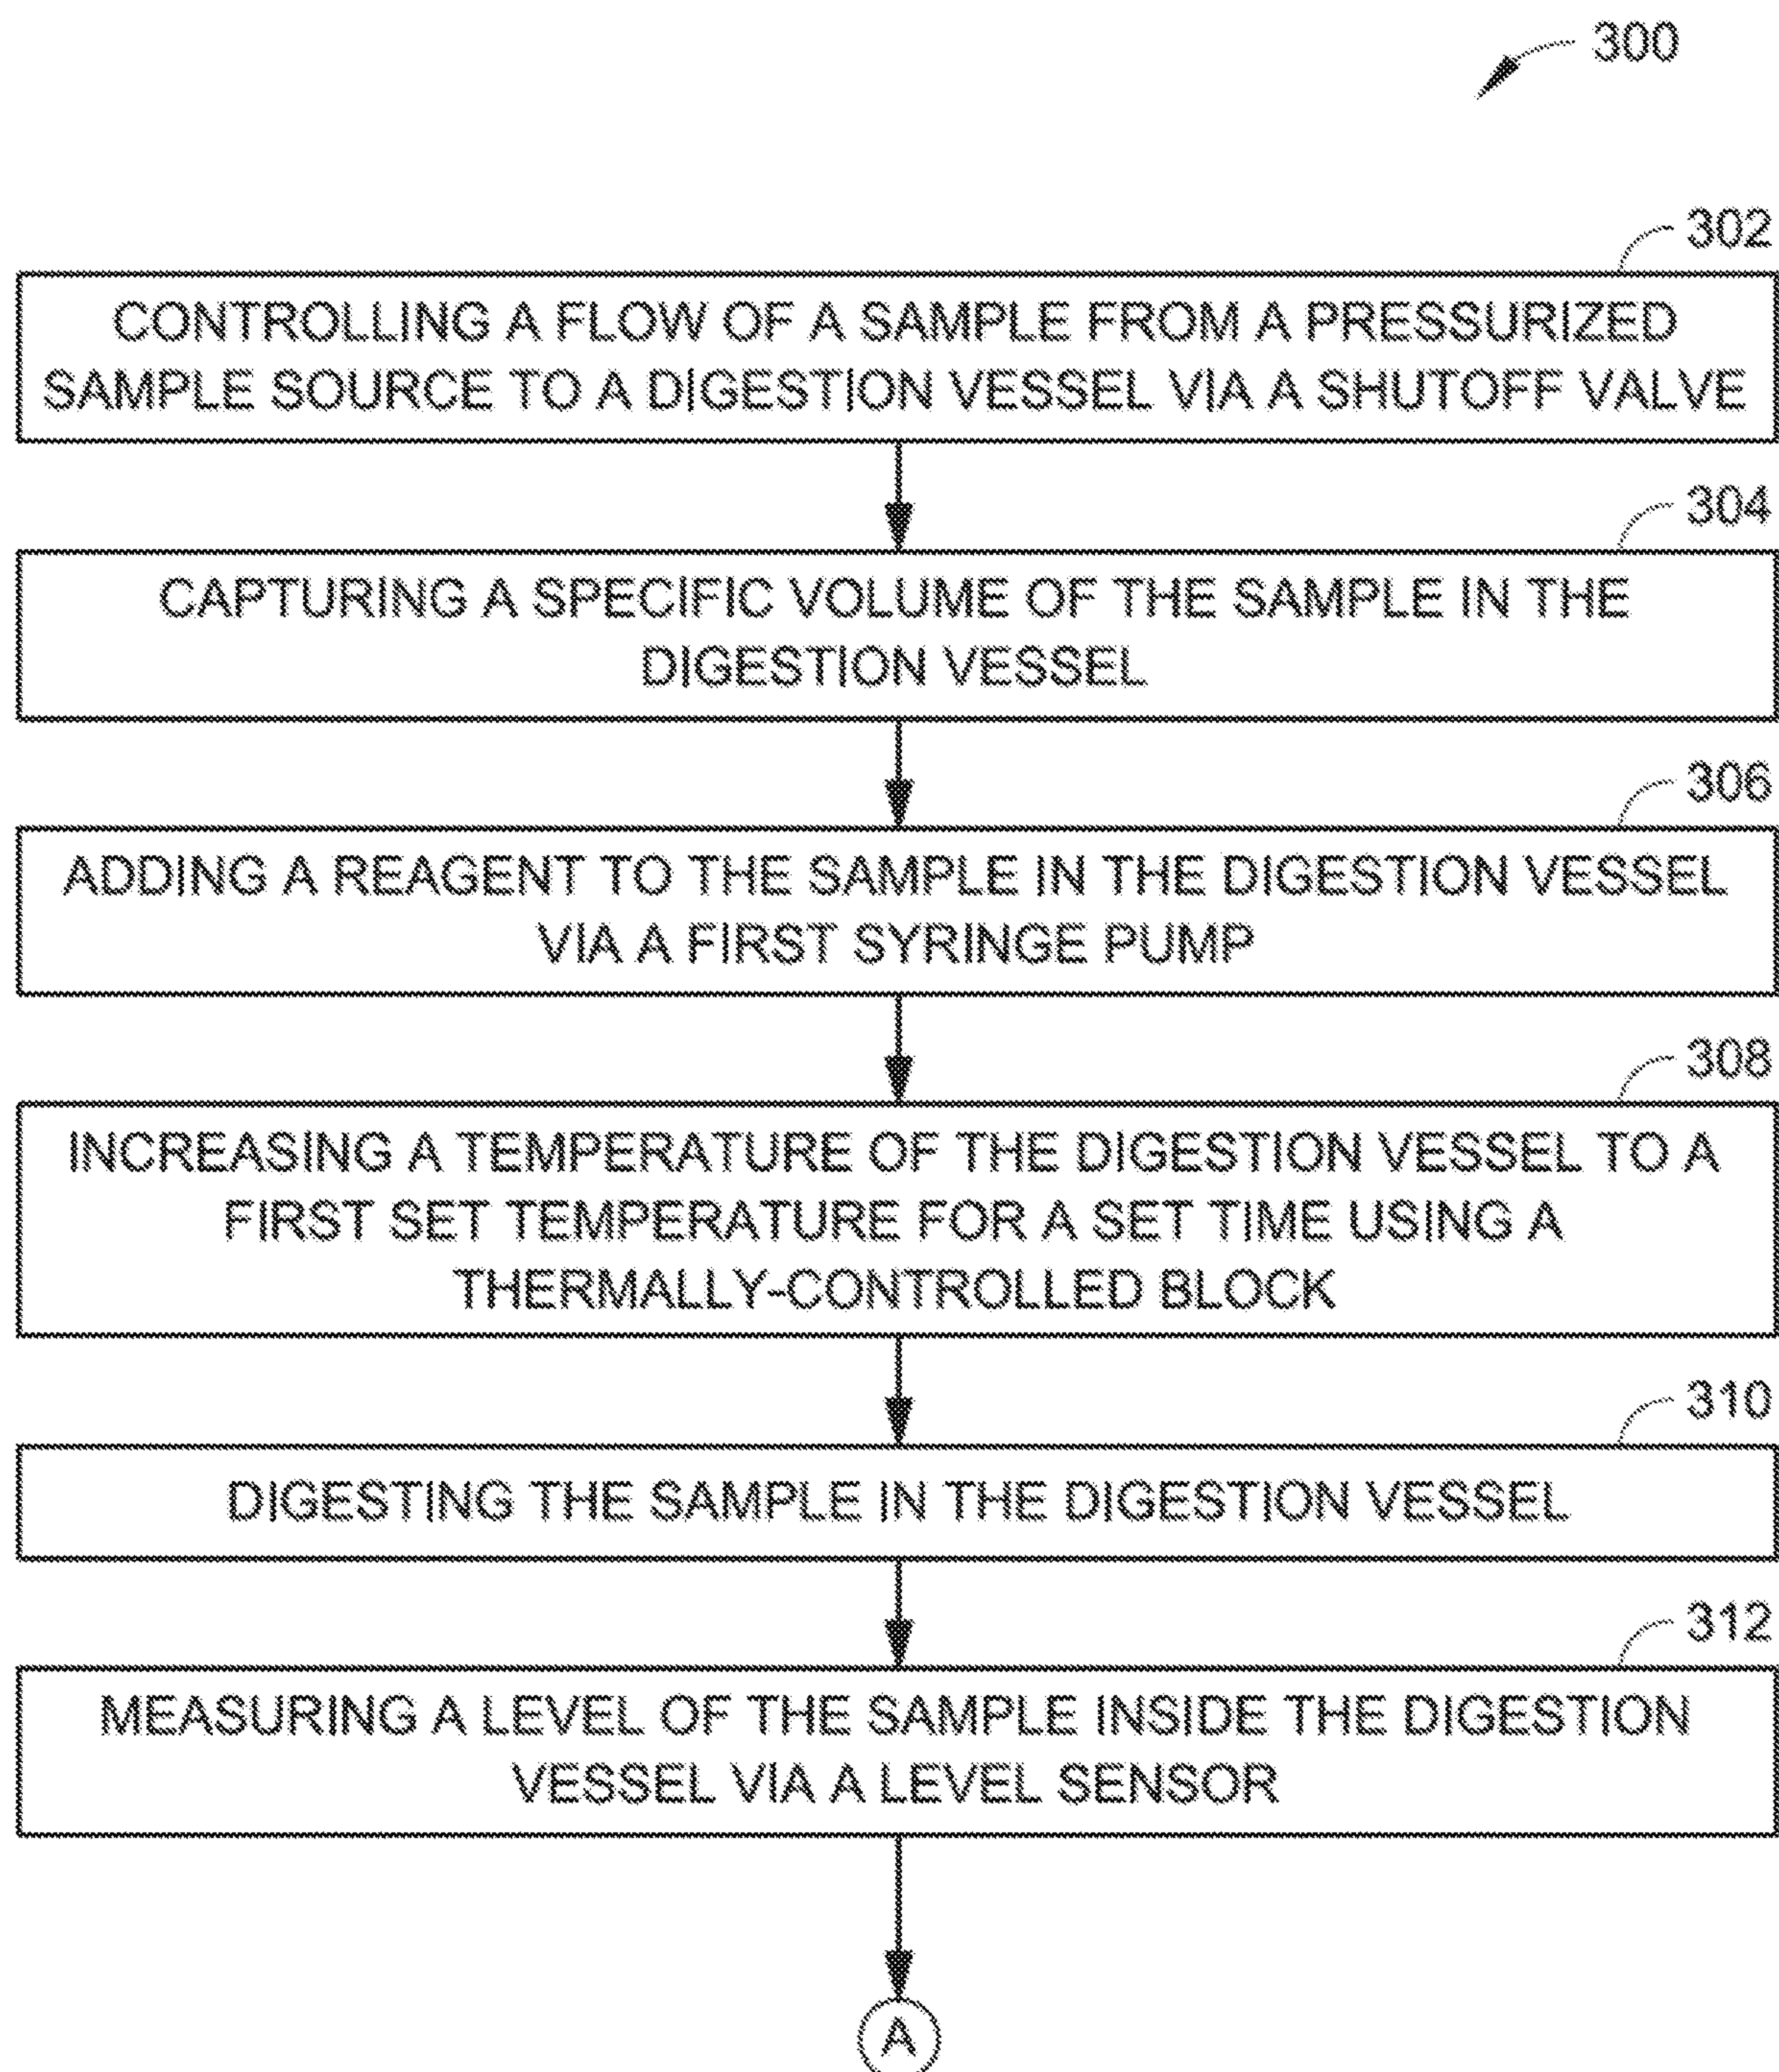 300
302
CONTROLLING A FLOW OF A SAMPLE FROM A PRESSURIZED
SAMPLE SOURCE TO A DIGESTION VESSEL VIA A SHUTOFF VALVE
304
CAPTURING A SPECIFIC VOLUME OF THE SAMPLE IN THE
DIGESTION VESSEL
306
ADDING A REAGENT TO THE SAMPLE IN THE DIGESTION VESSEL
VIA A FIRST SYRINGE PUMP
308
INCREASING A TEMPERATURE OF THE DIGESTION VESSEL TO A
FIRST SET TEMPERATURE FOR A SET TIME USING A
THERMALLY-CONTROLLED BLOCK
310
DIGESTING THE SAMPLE IN THE DIGESTION VESSEL
312
MEASURING A LEVEL OF THE SAMPLE INSIDE THE DIGESTION
VESSEL VIA A LEVEL SENSOR
A